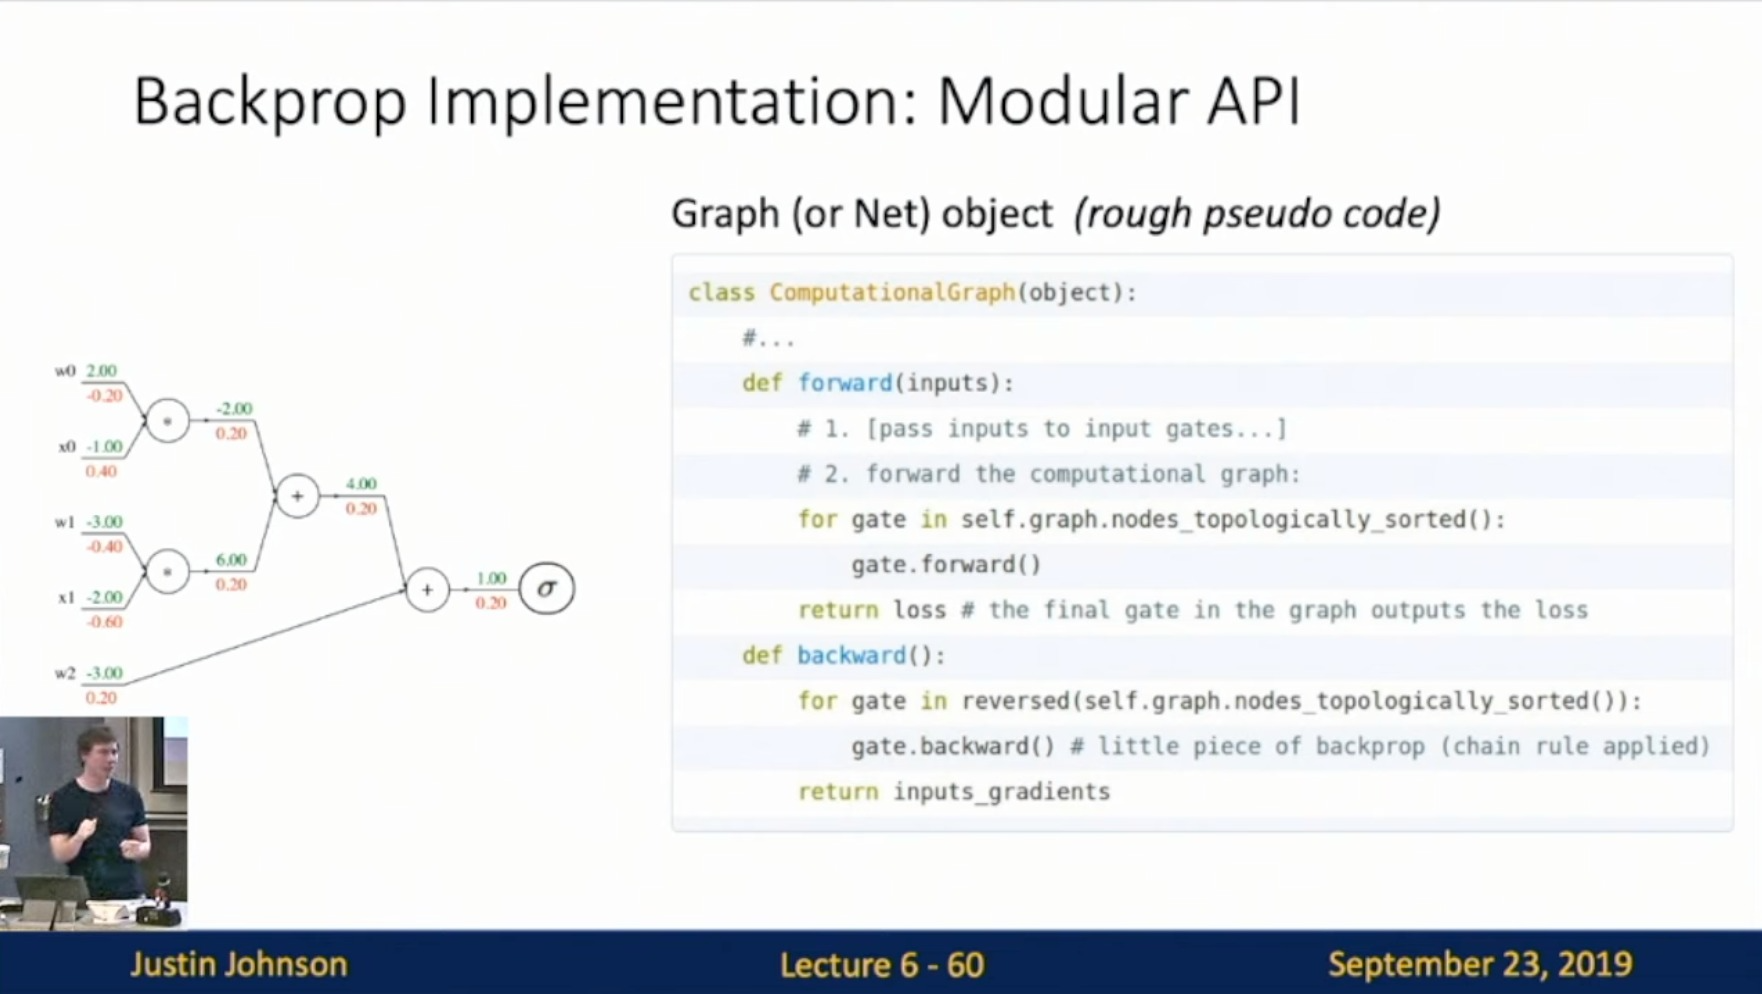 Backprop Implementation: Modular API
Graph (or Net) object (rough pseudo code)
class ComputationalGraph(object):
#...
def forward(inputs):
# 1. [pass inputs to input gates...]
# 2. forward the computational graph:
for gate in self.graph.nodes_topologically_sorted():
gate.forward()
return loss # the final gate in the graph outputs the loss
def backward():
for gate in reversed(self.graph.nodes_topologically_sorted()):
gate.backward() # little piece of backprop (chain rule applied)
return inputs_gradients
w0 2.00
-0.20
x0 -1.00
0.40
*
-2.00
0.20
w1 -3.00
-0.40
x1 -2.00
-0.60
*
6.00
0.20
+
4.00
0.20
w2 -3.00
0.20
+
1.00
0.20
σ
Justin Johnson
Lecture 6 - 60
September 23, 2019